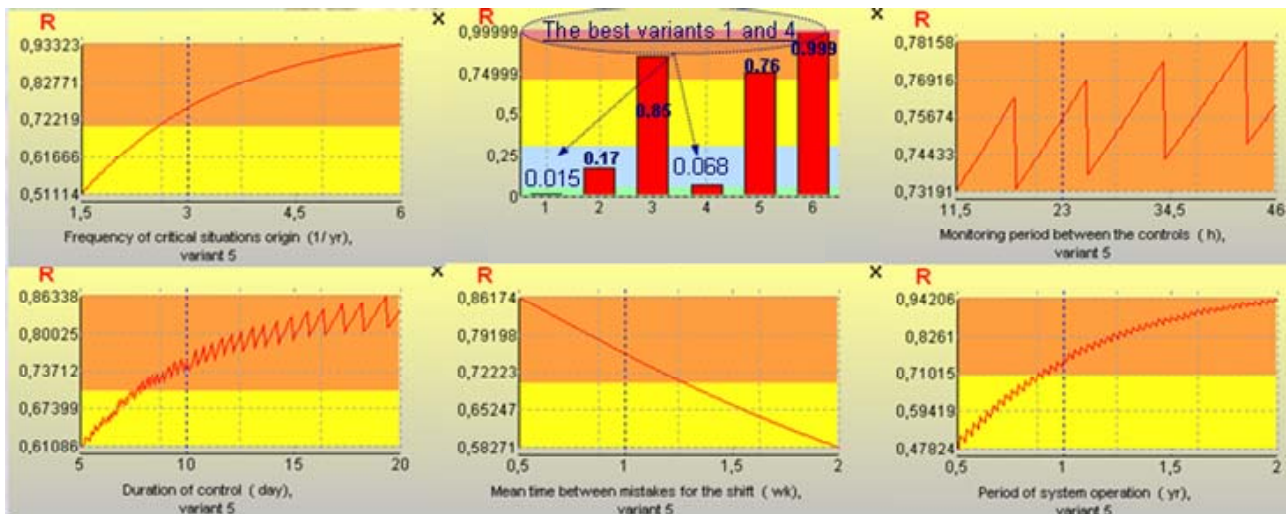 R
x
0,93323
0,82771
0,72219
0,61666
0,51114
1,5
3
4,5
6
Frequency of critical situations origin (1/ yr),
variant 5
R
x
The best variants 1 and 4
0,99999
0,74999
0,5
0,25
0
0.015
0.17
0.85
0.068
0.76
0.999
1
2
3
4
5
6
R
0,78158
0,76916
0,75674
0,74433
0,73191
11,5
23
34,5
46
Monitoring period between the controls ( h),
variant 5
R
x
0,86338
0,80025
0,73712
0,67399
0,61086
5
10
20
Duration of control ( day),
variant 5
R
x
0,86174
0,79198
0,72223
0,65247
0,58271
0,5
1
1,5
2
Mean time between mistakes for the shift ( wk),
variant 5
R
0,94206
0,8261
0,71015
0,59419
0,47824
0,5
1
1,5
2
Period of system operation ( yr),
variant 5